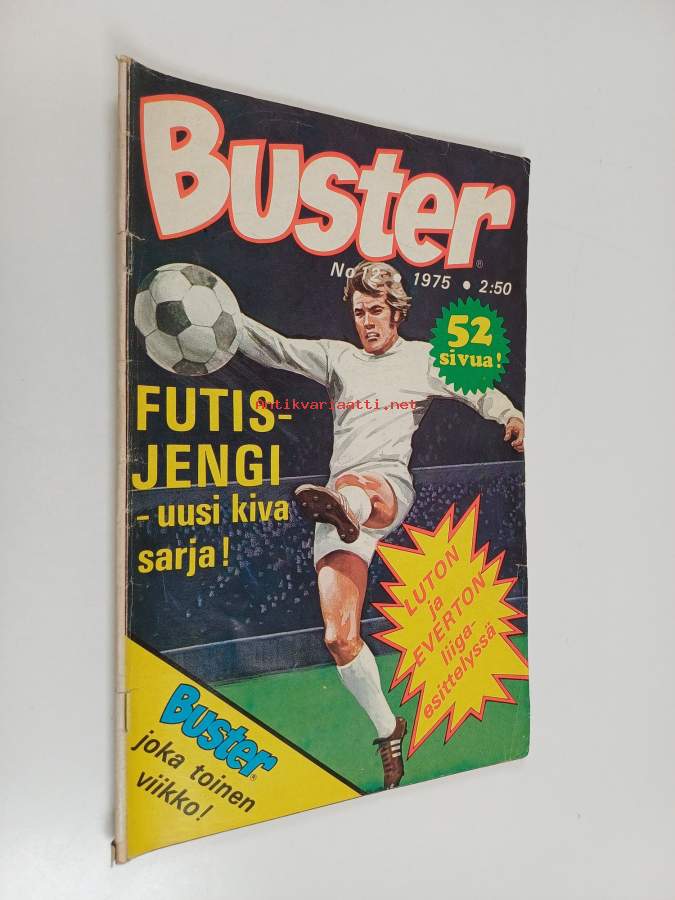 Buster®
No 12 • 1975 • 2:50
52
sivua!
FUTIS-
JENGI
- uusi kiva
sarja!
Antikvariaatti.net
LUTON
ja
EVERTON
liiga-
esittelyssä
Buster®
joka toinen
viikko!